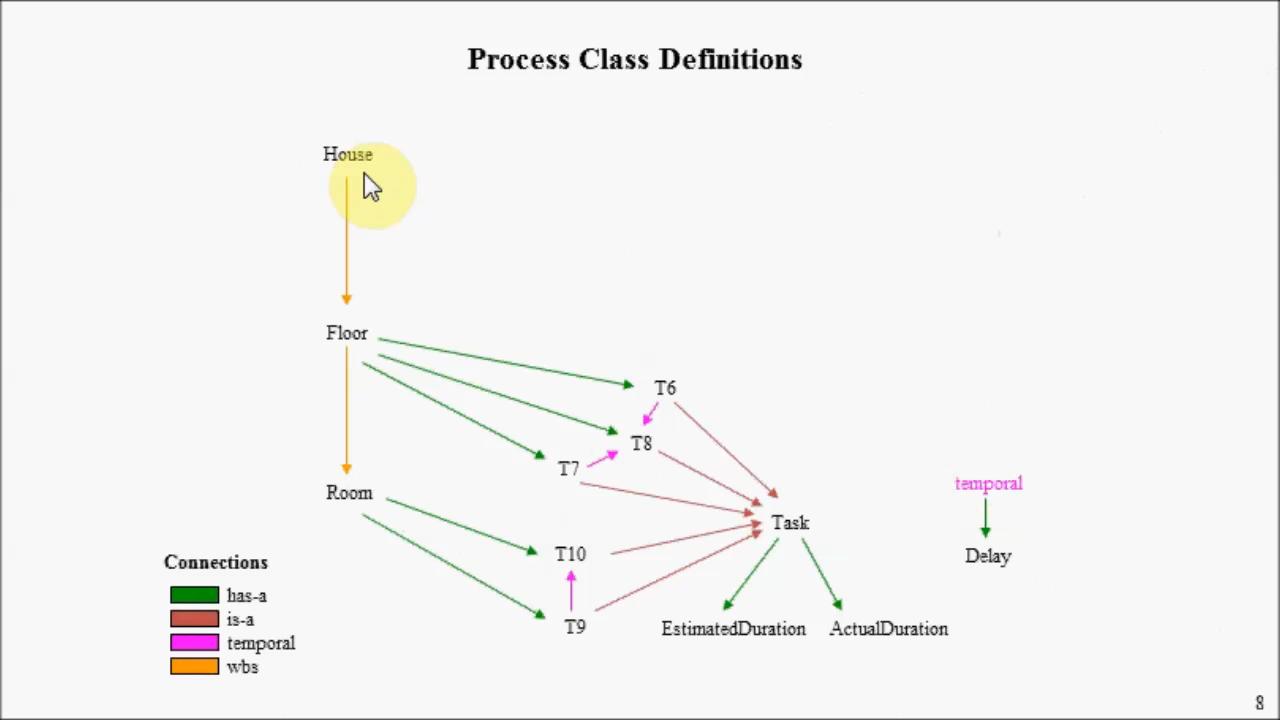 Process Class Definitions
House
Floor
T6
T8
T7
temporal
Room
Task
T10
Delay
Connections
has-a
is-a
T9
EstimatedDuration
ActualDuration
temporal
wbs
8